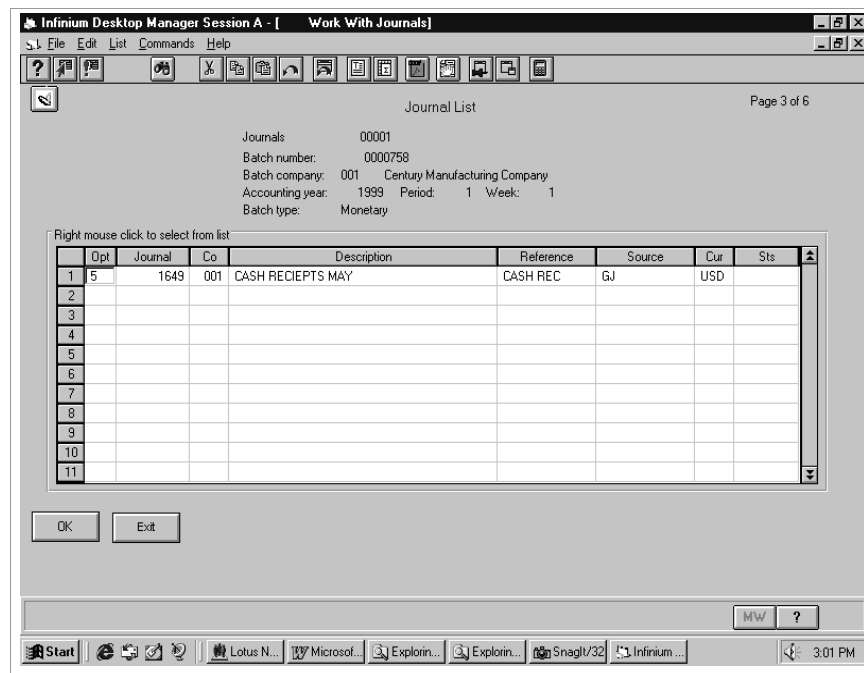 Infinium Desktop Manager Session A - [ Work With Journals]
File Edit List Commands Help
Journal List
Page 3 of 6
Journals 00001
Batch number: 0000758
Batch company: 001 Century Manufacturing Company
Accounting year: 1999 Period: 1 Week: 1
Batch type: Monetary
Right mouse click to select from list
Opt Journal Co Description Reference Source Cur Sts
1 5 1649 001 CASH RECIEPTS MAY CASH REC GJ USD
2
3
4
5
6
7
8
9
10
11
OK Exit
MW ?
Start Lotus N... Microsof... Explorin... Explorin... SnagIt/32 Infinium ... 3:01 PM